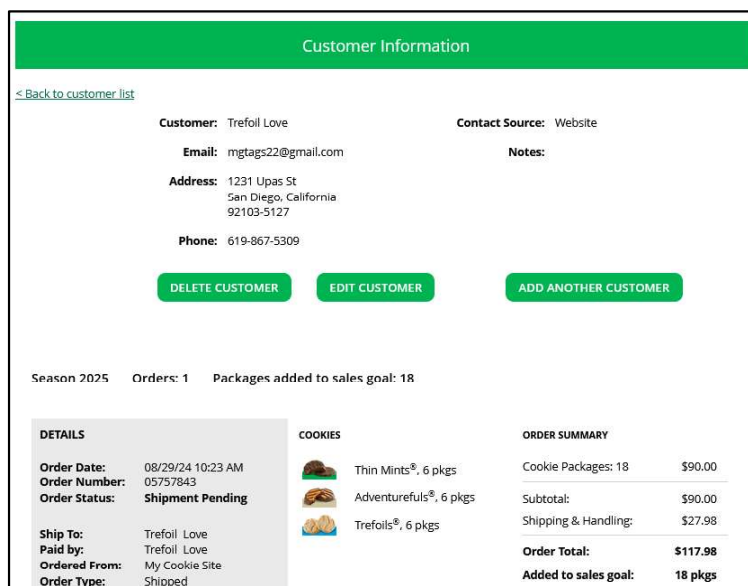 Customer Information
< Back to customer list
Customer: Trefoil Love
Contact Source: Website
Email: mgtags22@gmail.com
Notes:
Address: 1231 Upas St
San Diego, California
92103-5127
Phone: 619-867-5309
DELETE CUSTOMER
EDIT CUSTOMER
ADD ANOTHER CUSTOMER
Season 2025 Orders: 1 Packages added to sales goal: 18
DETAILS
Order Date: 08/29/24 10:23 AM
Order Number: 05757843
Order Status: Shipment Pending
Ship To: Trefoil Love
Paid by: Trefoil Love
Ordered From: My Cookie Site
Order Type: Shipped
COOKIES
Thin Mints®, 6 pkgs
Adventurefuls®, 6 pkgs
Trefoils®, 6 pkgs
ORDER SUMMARY
Cookie Packages: 18 $90.00
Subtotal: $90.00
Shipping & Handling: $27.98
Order Total: $117.98
Added to sales goal: 18 pkgs